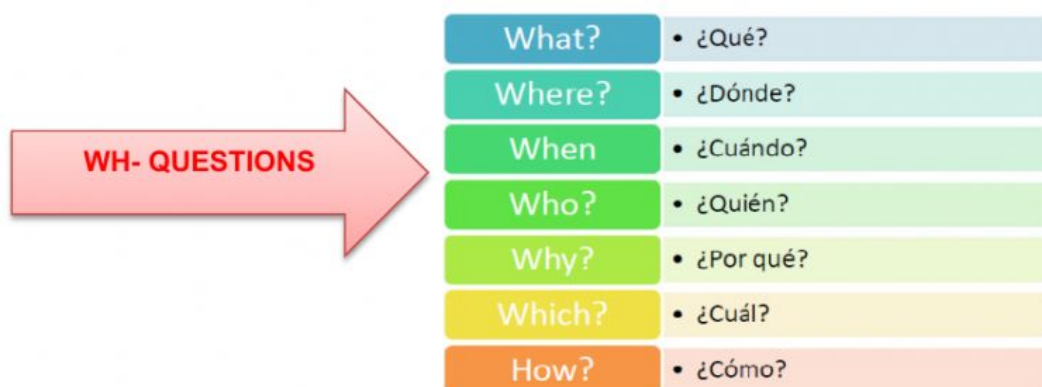 WH- QUESTIONS
What?
• ¿Qué?
Where?
• ¿Dónde?
When
• ¿Cuándo?
Who?
• ¿Quién?
Why?
• ¿Por qué?
Which?
• ¿Cuál?
How?
• ¿Cómo?